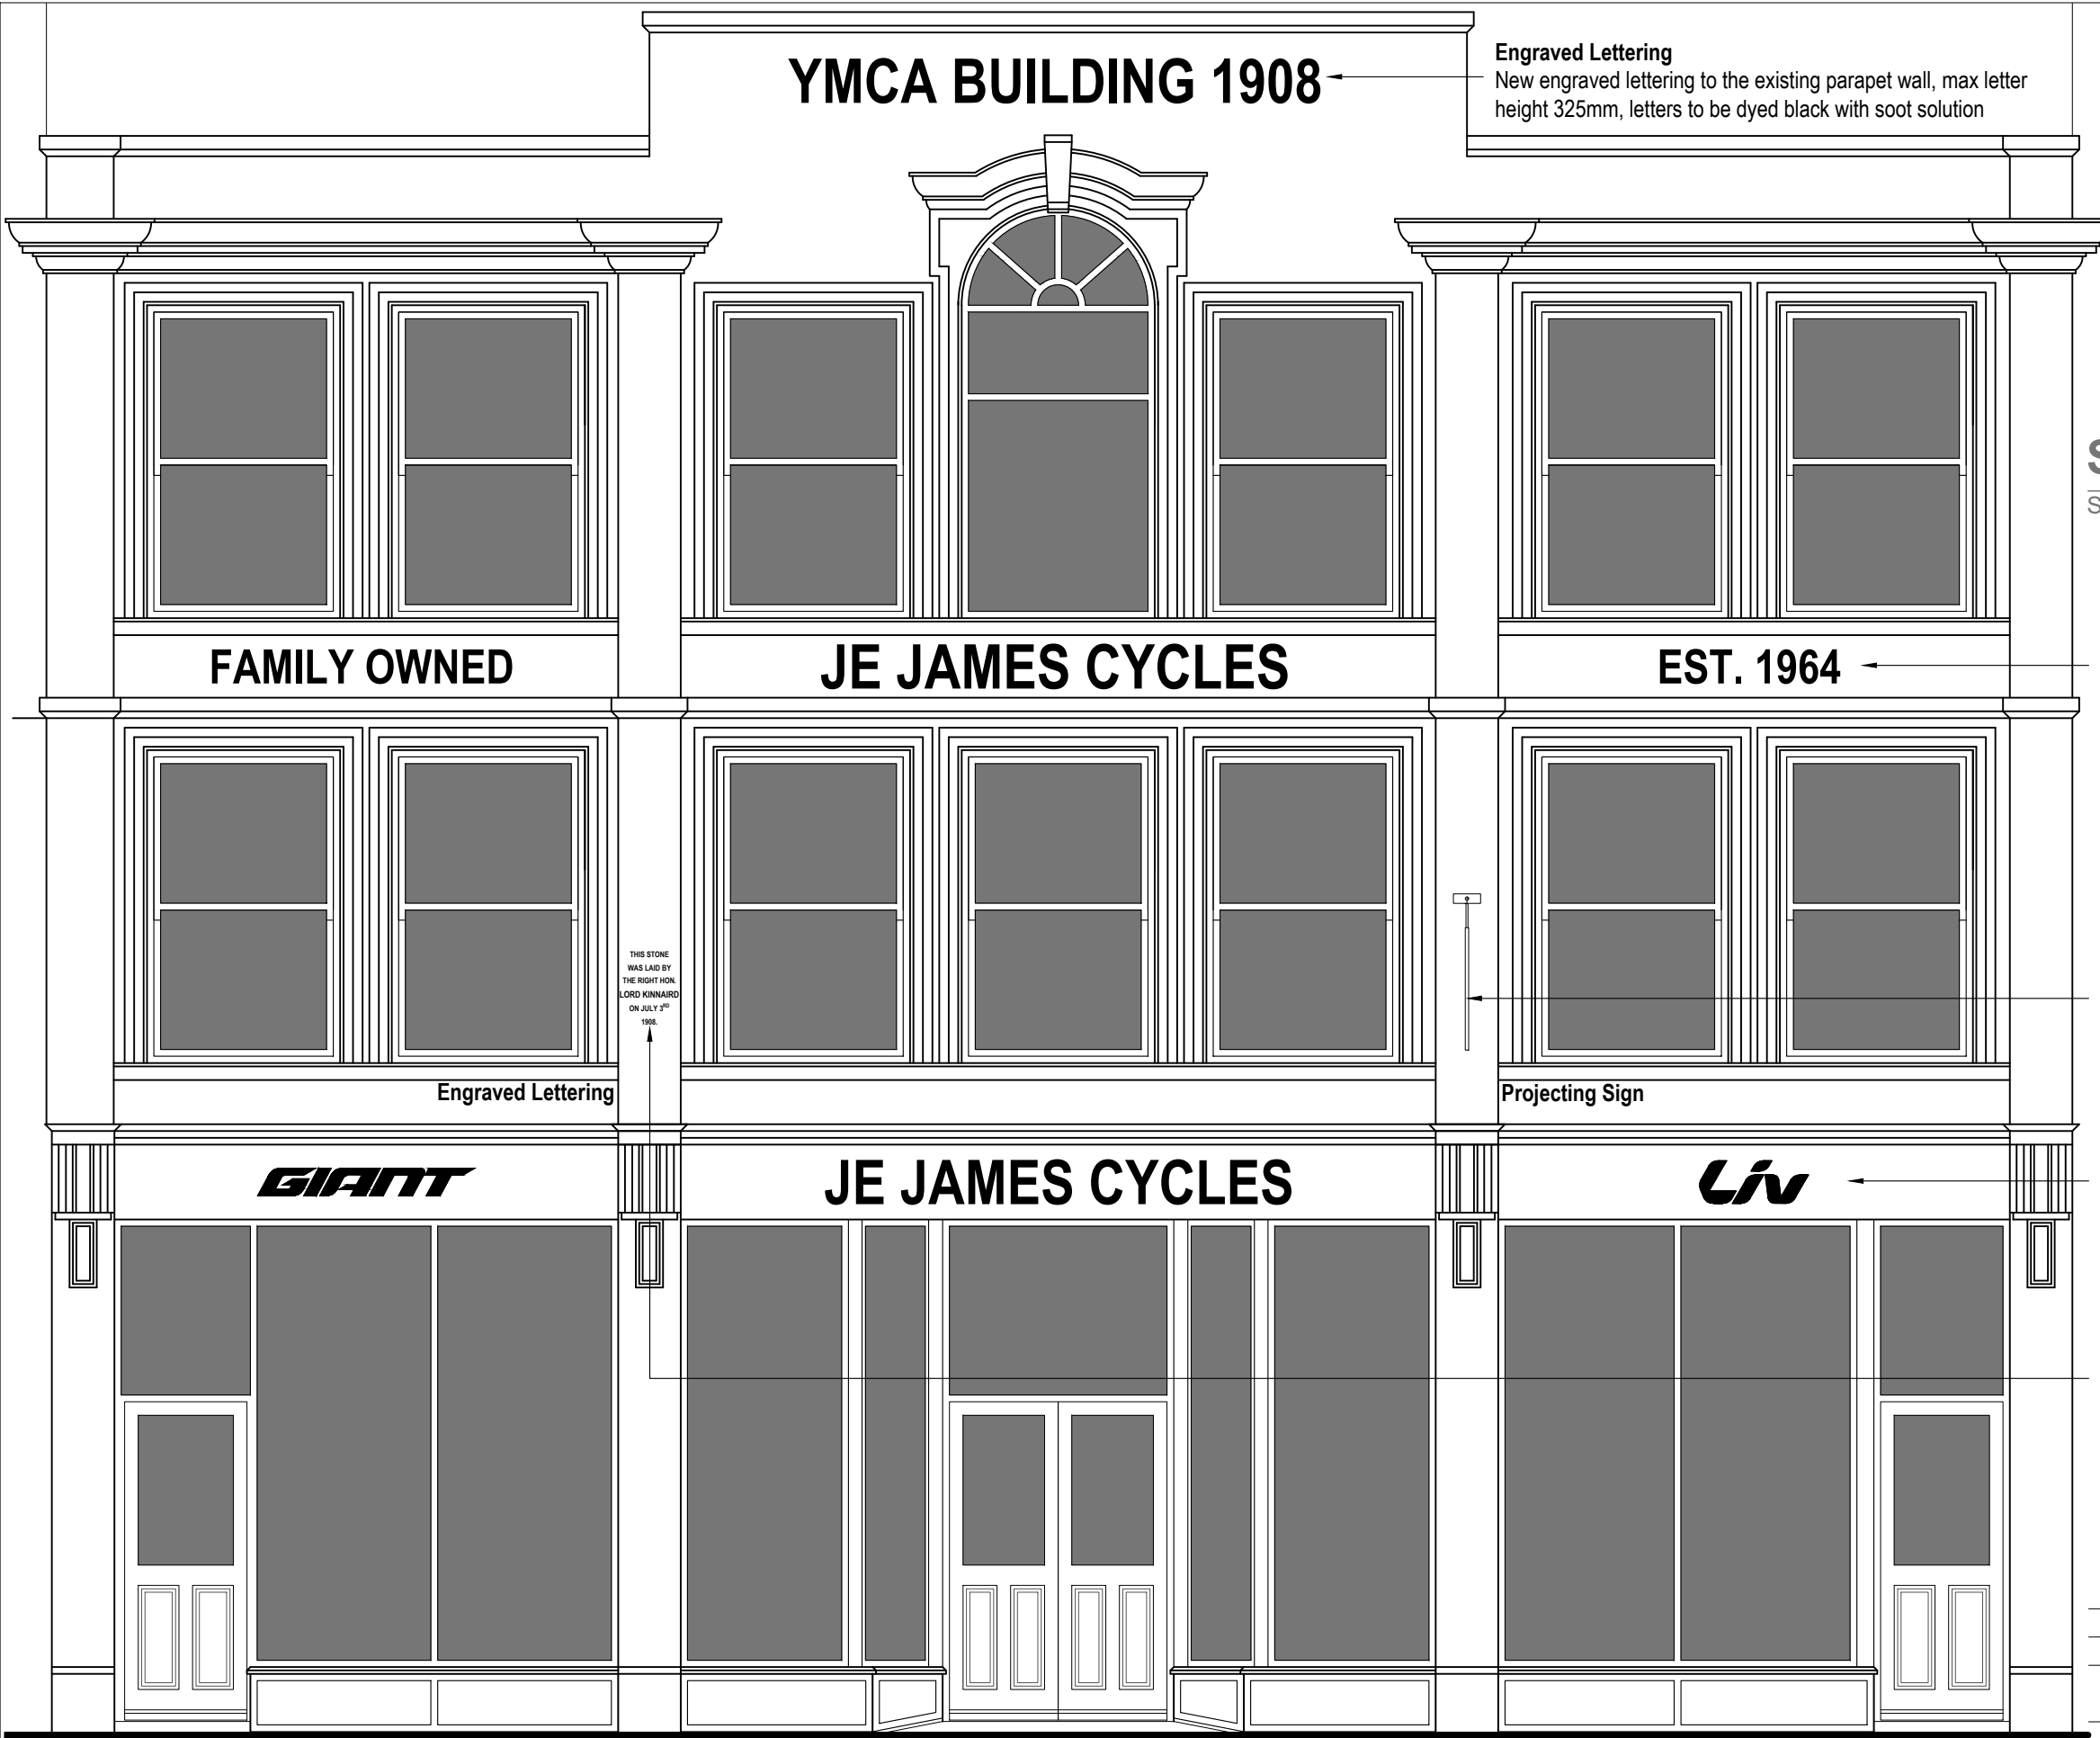 YMCA BUILDING 1908
Engraved Lettering
New engraved lettering to the existing parapet wall, max letter
height 325mm, letters to be dyed black with soot solution
FAMILY OWNED
JE JAMES CYCLES
EST. 1964
THIS STONE
WAS LAID BY
THE RIGHT HON.
LORD KINNAIRD
ON JULY 3RD
1908.
Engraved Lettering
Projecting Sign
GIANT
JE JAMES CYCLES
Liv